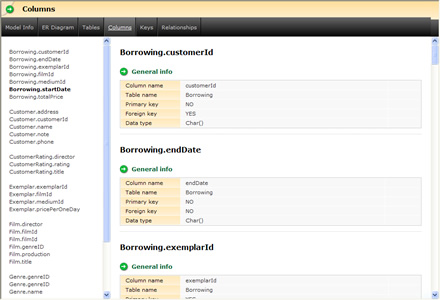 Columns
Model Info ER Diagram Tables Columns Keys Relationships
Borrowing.customerId
Borrowing.endDate
Borrowing.exemplarId
Borrowing.filmId
Borrowing.mediumId
Borrowing.startDate
Borrowing.totalPrice
Customer.address
Customer.customerId
Customer.name
Customer.note
Customer.phone
CustomerRating.director
CustomerRating.rating
CustomerRating.title
Exemplar.exemplarId
Exemplar.filmId
Exemplar.mediumId
Exemplar.pricePerOneDay
Film.director
Film.filmId
Film.filmId
Film.genreID
Film.production
Film.title
Genre.genreID
Genre.genreID
Genre.name
Borrowing.customerId
General info
Column name customerId
Table name Borrowing
Primary key NO
Foreign key YES
Data type Char()
Borrowing.endDate
General info
Column name endDate
Table name Borrowing
Primary key NO
Foreign key NO
Data type Char()
Borrowing.exemplarId
General info
Column name exemplarId
Table name Borrowing
Primary key YES